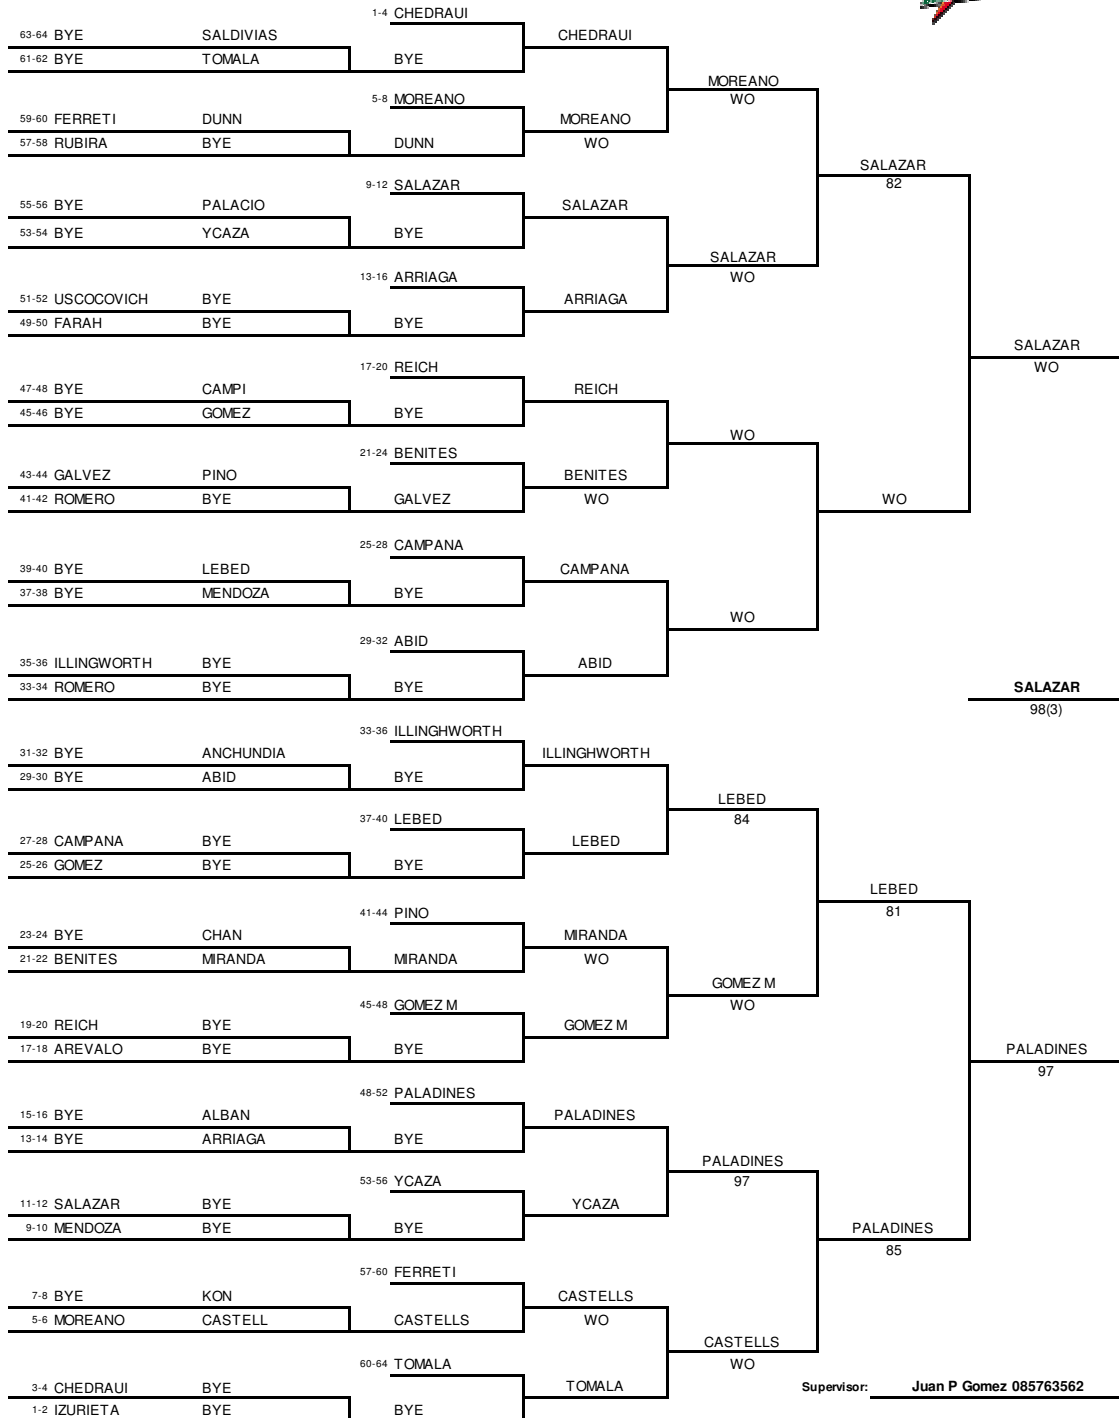 1-4 CHEDRAUI
63-64 BYE SALDIVIAS CHEDRAUI
61-62 BYE TOMALA BYE
MOREANO
5-8 MOREANO WO
59-60 FERRETI DUNN MOREANO
57-58 RUBIRA BYE DUNN WO
SALAZAR
9-12 SALAZAR 82
55-56 BYE PALACIO SALAZAR
53-54 BYE YCAZA BYE
SALAZAR
13-16 ARRIAGA WO
51-52 USCOCOVICH BYE ARRIAGA
49-50 FARAH BYE BYE
SALAZAR
17-20 REICH WO
47-48 BYE CAMPI REICH
45-46 BYE GOMEZ BYE
WO
21-24 BENITES
43-44 GALVEZ PINO BENITES
41-42 ROMERO BYE GALVEZ WO WO
25-28 CAMPANA
39-40 BYE LEBED CAMPANA
37-38 BYE MENDOZA BYE
WO
29-32 ABID
35-36 ILLINGWORTH BYE ABID
33-34 ROMERO BYE BYE SALAZAR
98(3)
33-36 ILLINGHWORTH
31-32 BYE ANCHUNDIA ILLINGHWORTH
29-30 BYE ABID BYE
LEBED
37-40 LEBED 84
27-28 CAMPANA BYE LEBED
25-26 GOMEZ BYE BYE
LEBED
41-44 PINO 81
23-24 BYE CHAN MIRANDA
21-22 BENITES MIRANDA MIRANDA WO
GOMEZ M
45-48 GOMEZ M WO
19-20 REICH BYE GOMEZ M
17-18 AREVALO BYE BYE PALADINES
97
48-52 PALADINES
15-16 BYE ALBAN PALADINES
13-14 BYE ARRIAGA BYE
PALADINES
53-56 YCAZA 97
11-12 SALAZAR BYE YCAZA
9-10 MENDOZA BYE BYE PALADINES
85
57-60 FERRETI
7-8 BYE KON CASTELLS
5-6 MOREANO CASTELL CASTELLS WO
CASTELLS
60-64 TOMALA WO
3-4 CHEDRAUI BYE TOMALA Supervisor: Juan P Gomez 085763562
1-2 IZURIETA BYE BYE